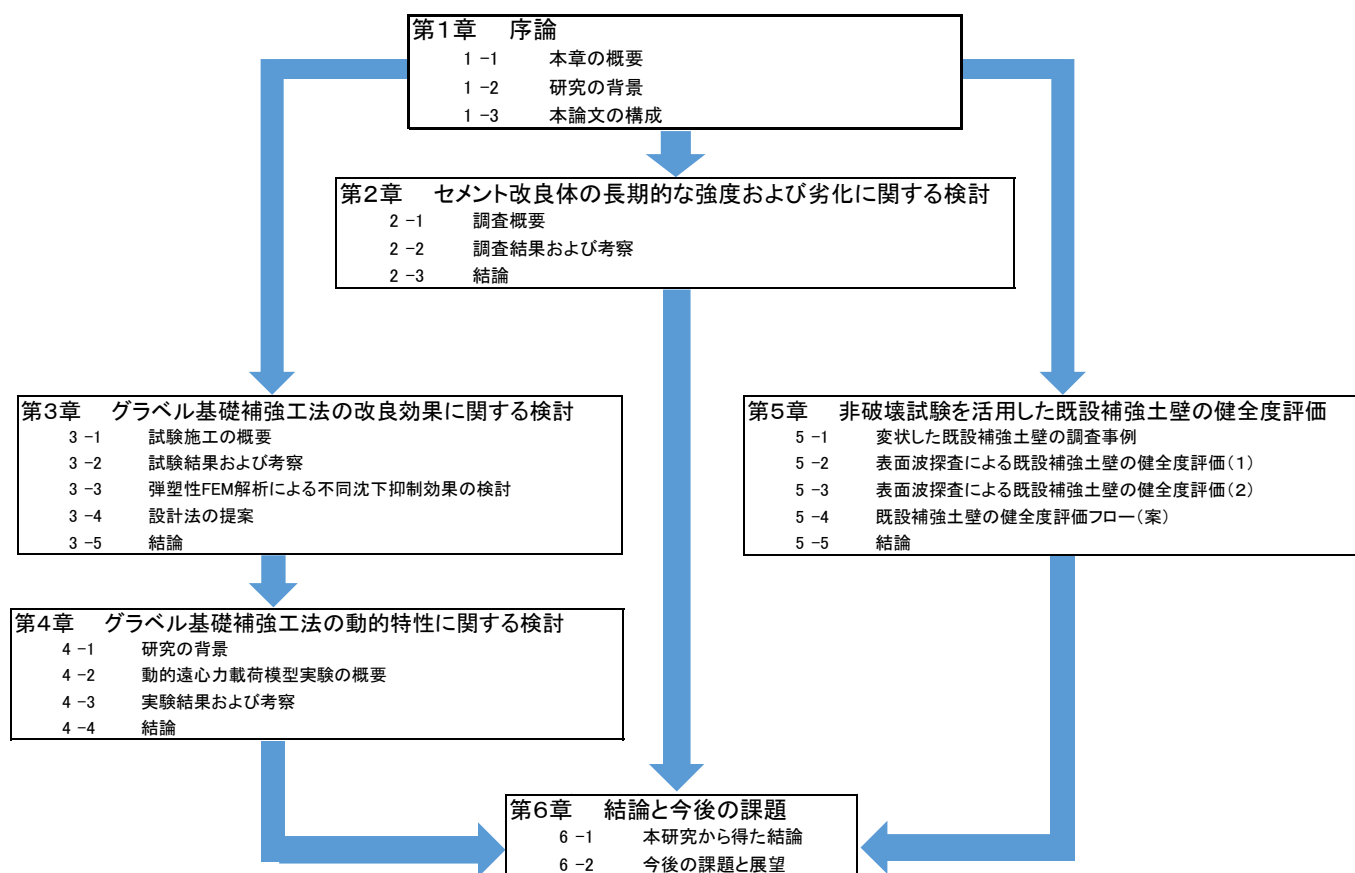 第1章 序論
1 -1 本章の概要
1 -2 研究の背景
1 -3 本論文の構成
第2章 セメント改良体の長期的な強度および劣化に関する検討
2 -1 調査概要
2 -2 調査結果および考察
2 -3 結論
第3章 グラベル基礎補強工法の改良効果に関する検討
3 -1 試験施工の概要
3 -2 試験結果および考察
3 -3 弾塑性FEM解析による不同沈下抑制効果の検討
3 -4 設計法の提案
3 -5 結論
第4章 グラベル基礎補強工法の動的特性に関する検討
4 -1 研究の背景
4 -2 動的遠心力載荷模型実験の概要
4 -3 実験結果および考察
4 -4 結論
第5章 非破壊試験を活用した既設補強土壁の健全度評価
5 -1 変状した既設補強土壁の調査事例
5 -2 表面波探査による既設補強土壁の健全度評価(1)
5 -3 表面波探査による既設補強土壁の健全度評価(2)
5 -4 既設補強土壁の健全度評価フロー(案)
5 -5 結論
第6章 結論と今後の課題
6 -1 本研究から得た結論
6 -2 今後の課題と展望